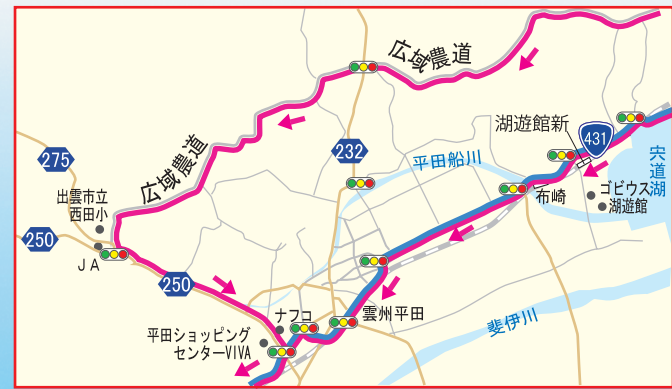 広域農道
広域農道
湖遊館新
431
宍道湖
232
275
平田船川
出雲市立
西田小
布崎
ゴビウス
湖遊館
250
JA
250
ナフコ
雲州平田
斐伊川
平田ショッピング
センターVIVA